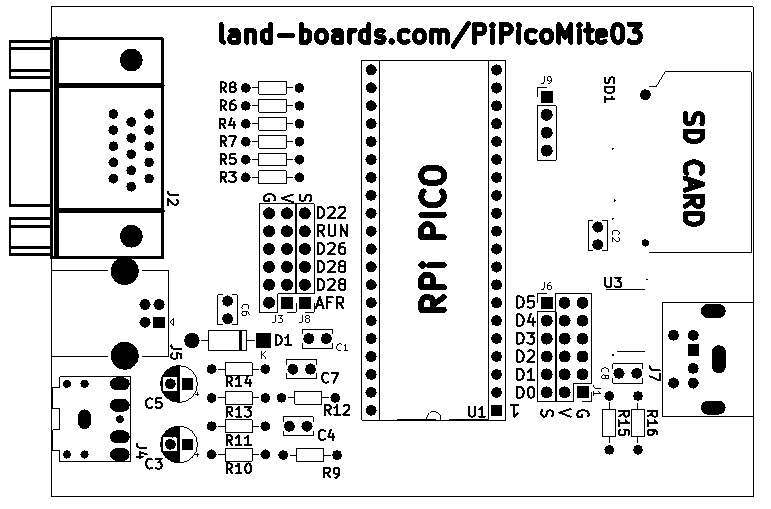 land-boards.com/PiPicoMite03
R8
R6
R4
R7
R5
R3
J2
G V S
D22
RUN
D26
D28
D28
AFR
J3 J8
C6
D1
K
C1
J5
R14
C7
C5
R13
R12
R11
C4
J4
C3
R10
R9
RPi PICO
U1
1
J9
SD1
SD CARD
C2
U3
J6
D5
D4
D3
D2
D1
D0
J1
S V G
C8
J7
R15
R16